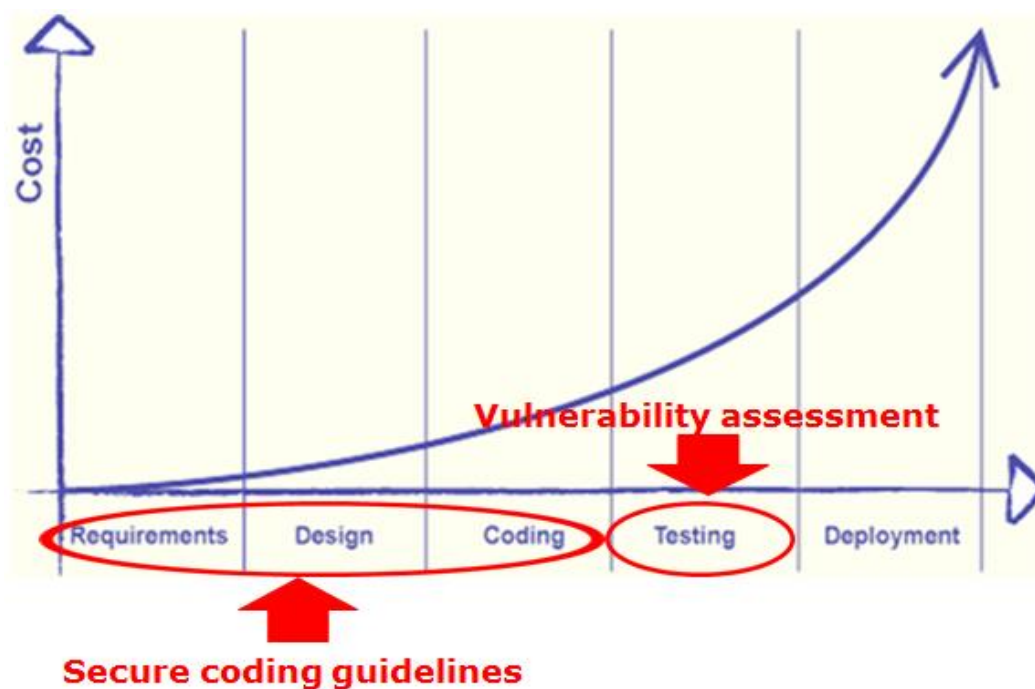 Cost
Vulnerability assessment
Requirements Design Coding Testing Deployment
Secure coding guidelines